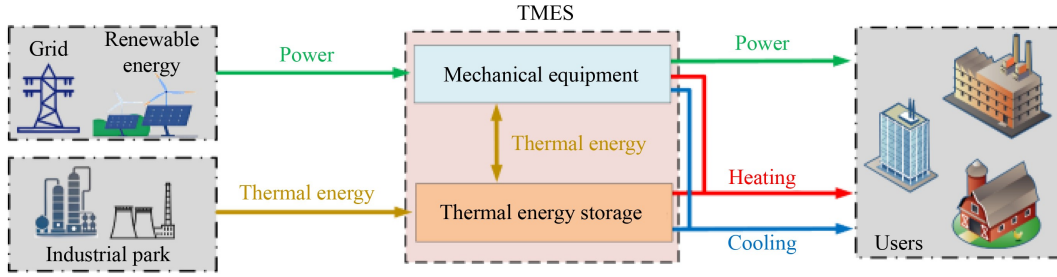 TMES
Grid
Renewable
energy
Power
Mechanical equipment
Power
Thermal energy
Thermal energy
Thermal energy storage
Heating
Cooling
Industrial park
Users